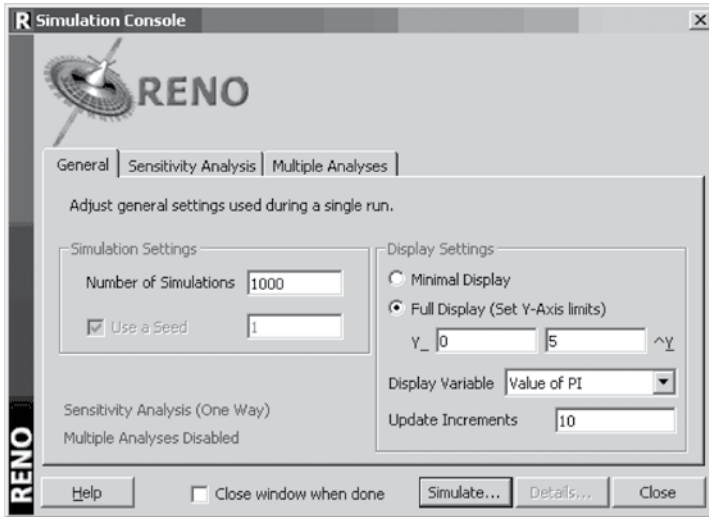 R Simulation Console
RENO
General Sensitivity Analysis Multiple Analyses
Adjust general settings used during a single run.
Simulation Settings
Number of Simulations 1000
Use a Seed 1
Sensitivity Analysis (One Way)
Multiple Analyses Disabled
Display Settings
Minimal Display
Full Display (Set Y-Axis limits)
Y_ 0 5 ^Y
Display Variable Value of PI
Update Increments 10
RENO
Help Close window when done Simulate... Details... Close